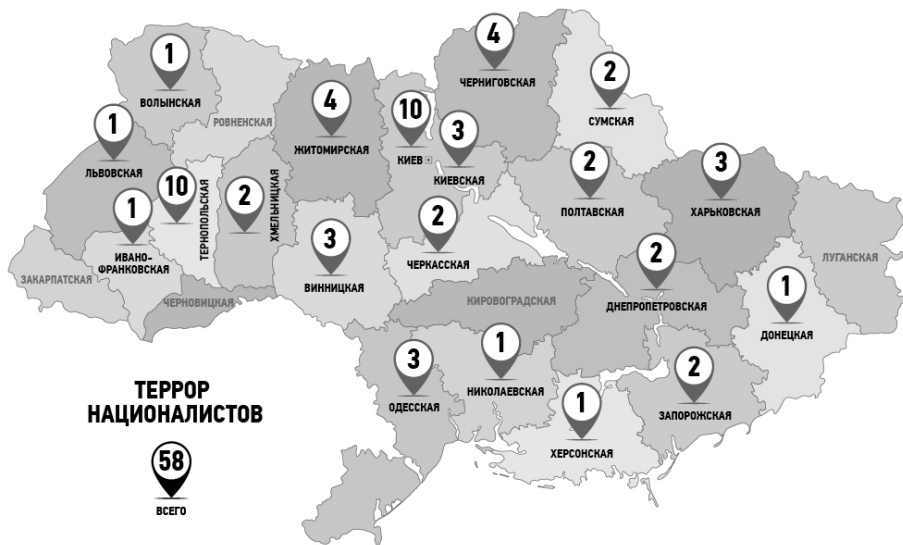 4
ЧЕРНИГОВСКАЯ
1
ВОЛЫНСКАЯ
2
СУМСКАЯ
4
ЖИТОМИРСКАЯ
10
КИЕВ
РОВНЕНСКАЯ
1
ЛЬВОВСКАЯ
3
КИЕВСКАЯ
2
ПОЛТАВСКАЯ
3
ХАРЬКОВСКАЯ
10
ТЕРНОПОЛЬСКАЯ
2
ХМЕЛЬНИЦКАЯ
1
ИВАНО-
ФРАНКОВСКАЯ
2
ЧЕРКАССКАЯ
3
ВИННИЦКАЯ
ЛУГАНСКАЯ
ЗАКАРПАТСКАЯ
ЧЕРНОВИЦКАЯ
КИРОВОГРАДСКАЯ
2
ДНЕПРОПЕТРОВСКАЯ
1
ДОНЕЦКАЯ
3
ОДЕССКАЯ
1
НИКОЛАЕВСКАЯ
2
ЗАПОРОЖСКАЯ
1
ХЕРСОНСКАЯ
ТЕРРОР
НАЦИОНАЛИСТОВ
58
ВСЕГО